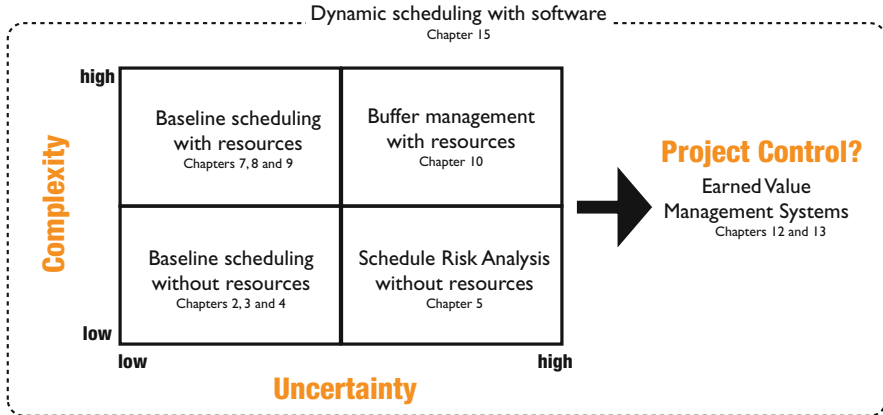 Dynamic scheduling with software
Chapter 15
high
Baseline scheduling
with resources
Chapters 7, 8 and 9
Buffer management
with resources
Chapter 10
Complexity
Project Control?
Earned Value
Management Systems
Chapters 12 and 13
Baseline scheduling
without resources
Chapters 2, 3 and 4
Schedule Risk Analysis
without resources
Chapter 5
low
low
high
Uncertainty